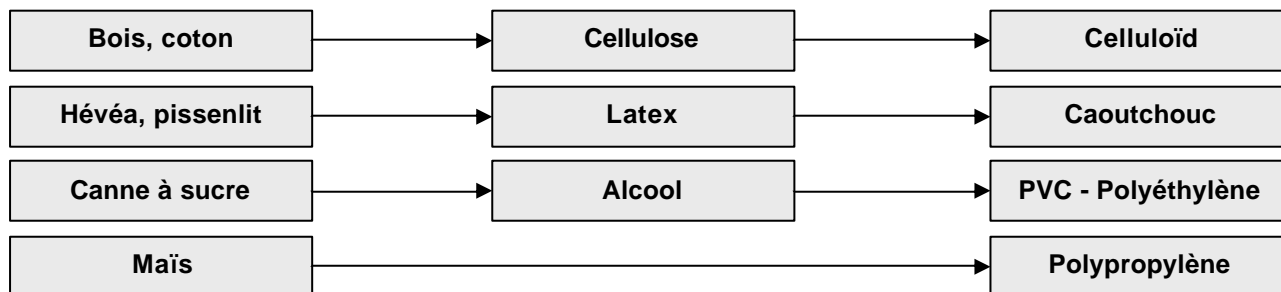 Bois, coton
Cellulose
Celluloïd
Hévéa, pissenlit
Latex
Caoutchouc
Canne à sucre
Alcool
PVC - Polyéthylène
Maïs
Polypropylène